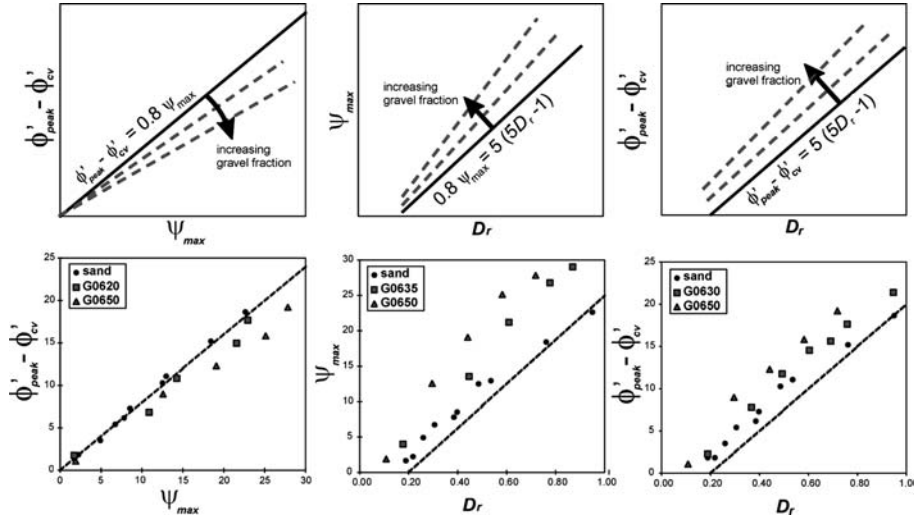 ϕ'peak - ϕ'cv
ϕ'peak - ϕ'cv = 0.8 ψmax
increasing
gravel fraction
ψmax
ψmax
increasing
gravel fraction
0.8 ψmax = 5 (5Dr -1)
Dr
ϕ'peak - ϕ'cv
increasing
gravel fraction
ϕ'peak - ϕ'cv = 5 (5Dr -1)
Dr
ϕ'peak - ϕ'cv
25
20
15
10
5
0
sand
G0620
G0650
0 5 10 15 20 25 30
ψmax
ψmax
30
25
20
15
10
5
0
sand
G0635
G0650
0.00 0.20 0.40 0.60 0.80 1.00
Dr
ϕ'peak - ϕ'cv
25
20
15
10
5
0
sand
G0630
G0650
0.00 0.20 0.40 0.60 0.80 1.00
Dr